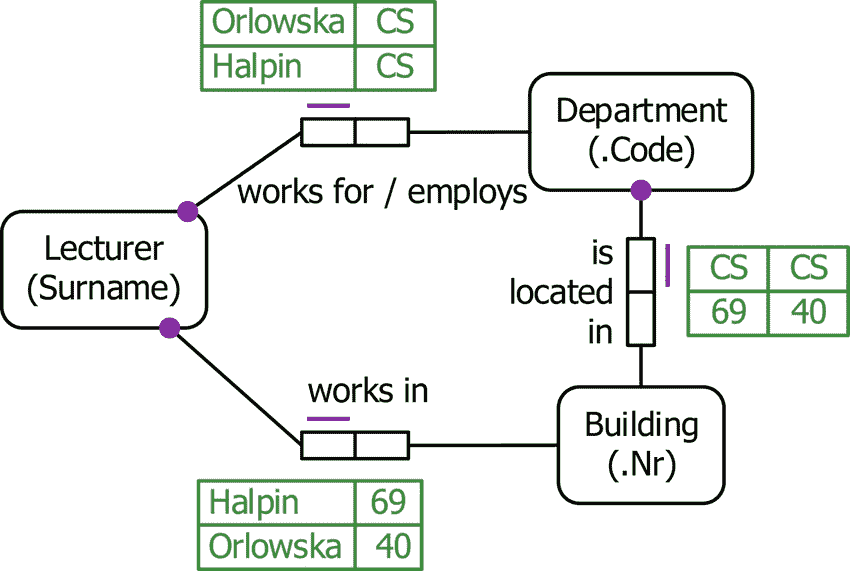 Orlowska CS
Halpin CS
Department
(.Code)
works for / employs
Lecturer
(Surname)
is
located
in
CS CS
69 40
works in
Building
(.Nr)
Halpin 69
Orlowska 40